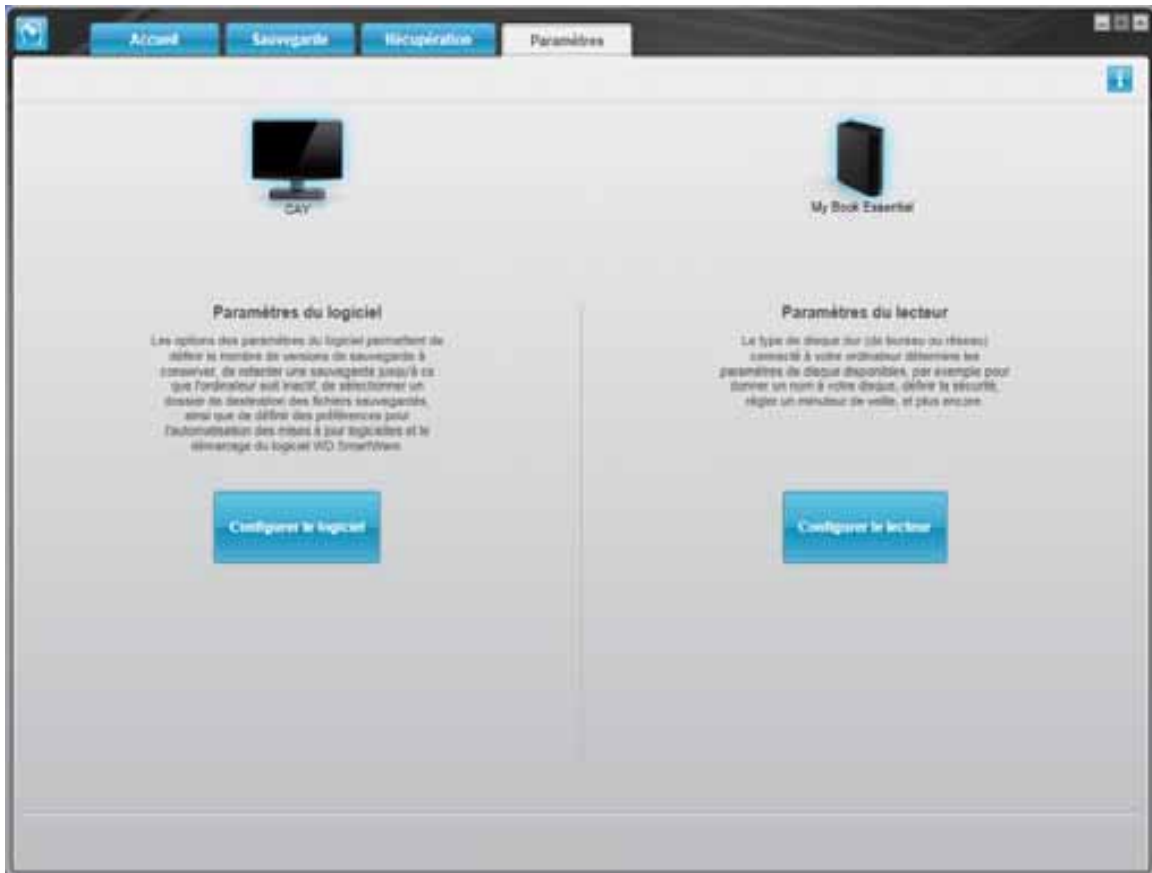 Accueil
Sauvegarde
Récupération
Paramètres
GAY
My Book Essential
Paramètres du logiciel
Les options des paramètres du logiciel permettent de
définir le nombre de versions de sauvegarde à
conserver, de retarder une sauvegarde jusqu'à ce
que l'ordinateur soit inactif, de sélectionner un
dossier de destination des fichiers sauvegardés,
ainsi que de définir des préférences pour
l'automatisation des mises à jour logicielles et le
démarrage du logiciel WD SmartWare.
Configurer le logiciel
Paramètres du lecteur
Le type de disque dur (de bureau ou réseau)
connecté à votre ordinateur détermine les
paramètres de disque disponibles, par exemple pour
donner un nom à votre disque, définir la sécurité,
régler un minuteur de veille, et plus encore.
Configurer le lecteur